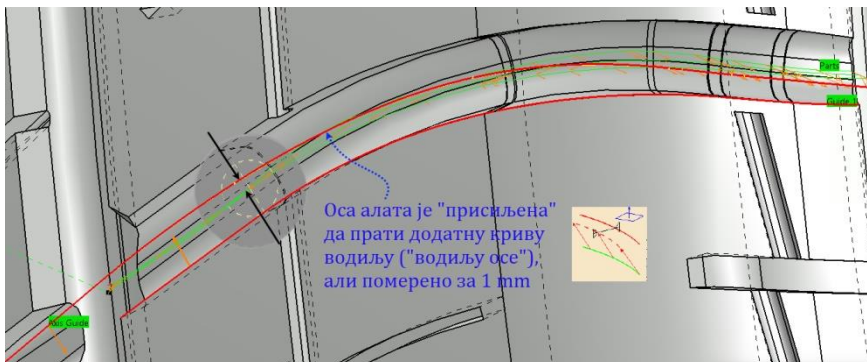 Parts
Guide 1
Оса алата је "присиљена"
да прати додатну криву
водиљу ("водиљу осе"),
али померено за 1 mm
Axis Guide